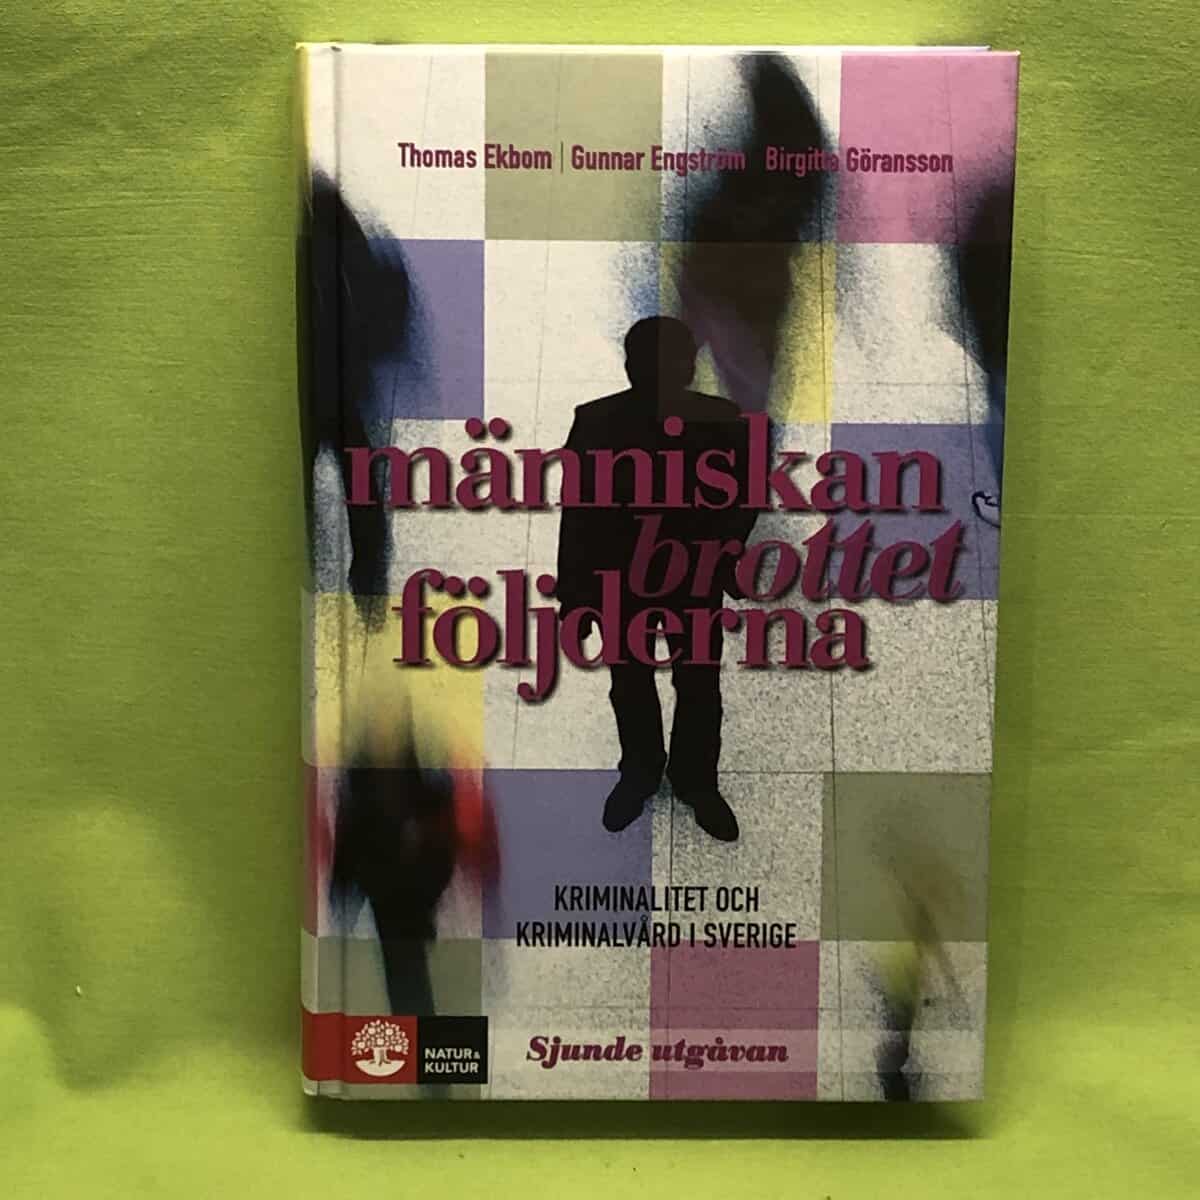 Thomas Ekbom | Gunnar Engström Birgitta Göransson
människan
brottet
följderna
KRIMINALITET OCH
KRIMINALVÅRD I SVERIGE
Sjunde utgåvan
NATUR &
KULTUR